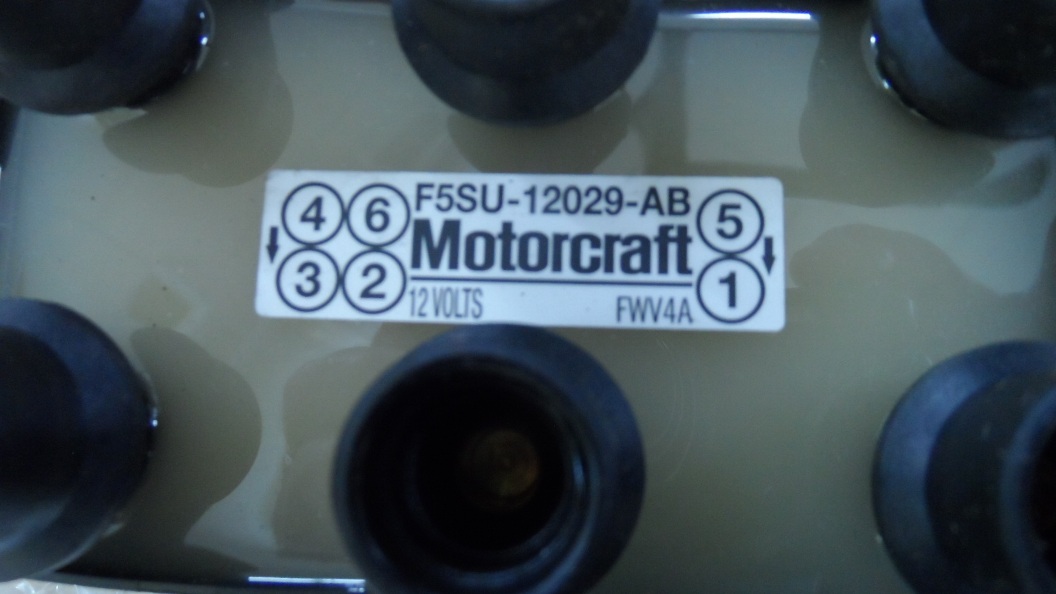 4 6 F5SU-12029-AB 5
Motorcraft
3 2 12 VOLTS FWV4A 1